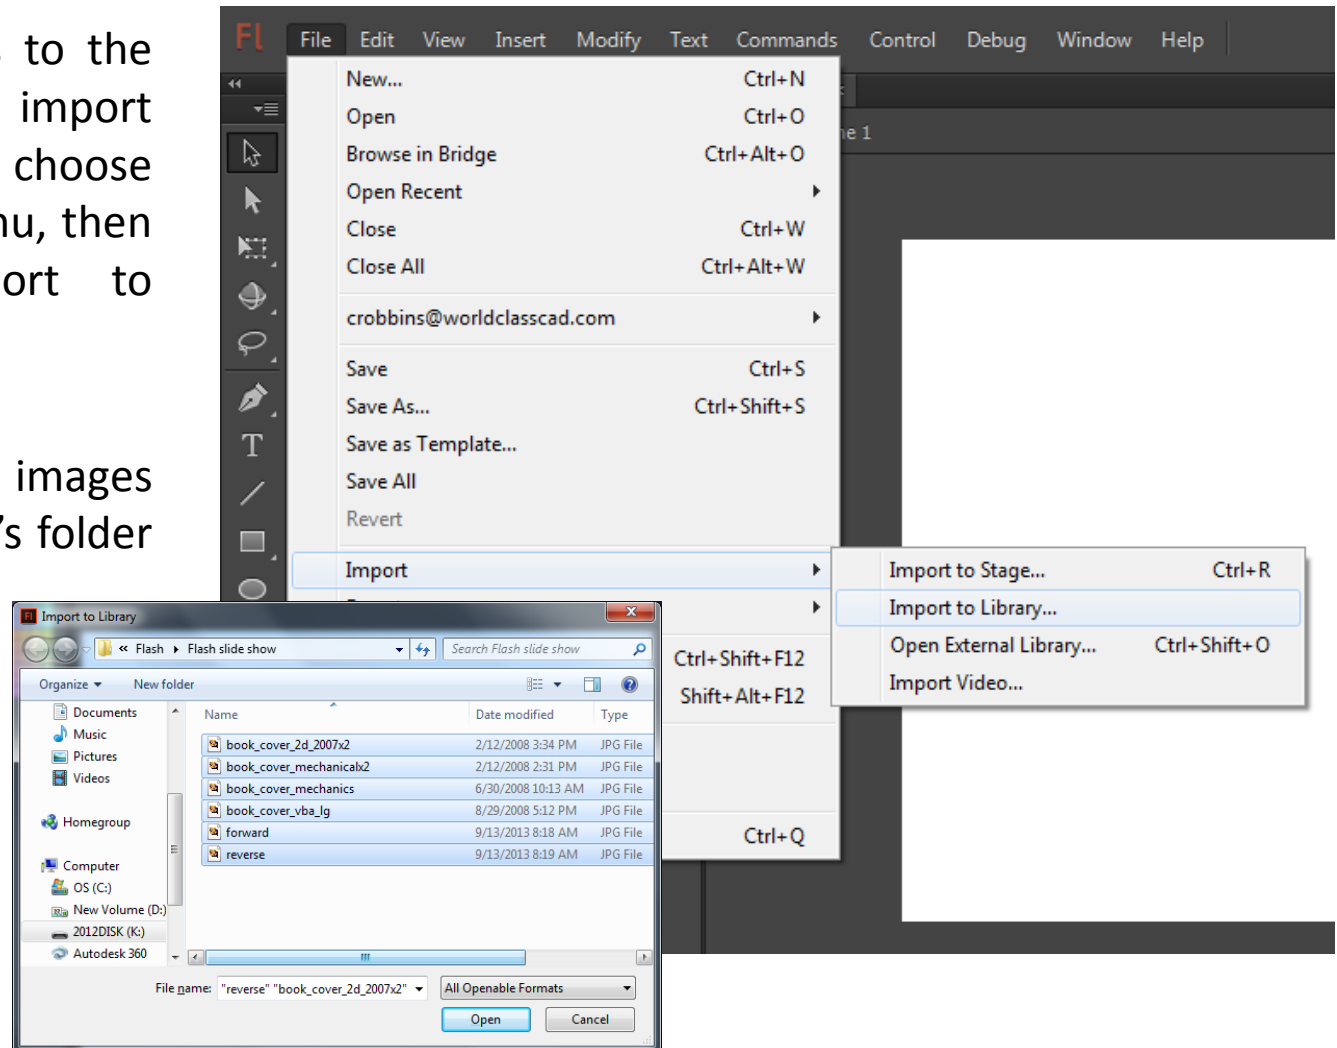 s to the
import
choose
nu, then
ort to
images
's folder
Fl File Edit View Insert Modify Text Commands Control Debug Window Help
ne 1
New... Ctrl+N
Open Ctrl+O
Browse in Bridge Ctrl+Alt+O
Open Recent
Close Ctrl+W
Close All Ctrl+Alt+W
crobbins@worldclasscad.com
Save Ctrl+S
Save As... Ctrl+Shift+S
Save as Template...
Save All
Revert
Import
Ctrl+Shift+F12
Shift+Alt+F12
Ctrl+Q
Import to Stage... Ctrl+R
Import to Library...
Open External Library... Ctrl+Shift+O
Import Video...
Fl Import to Library
« Flash Flash slide show Search Flash slide show
Organize New folder
Documents
Music
Pictures
Videos
Homegroup
Computer
OS (C:)
New Volume (D:)
2012DISK (K:)
Autodesk 360
Name Date modified Type
book_cover_2d_2007x2 2/12/2008 3:34 PM JPG File
book_cover_mechanicalx2 2/12/2008 2:31 PM JPG File
book_cover_mechanics 6/30/2008 10:13 AM JPG File
book_cover_vba_lg 8/29/2008 5:12 PM JPG File
forward 9/13/2013 8:18 AM JPG File
reverse 9/13/2013 8:19 AM JPG File
File name: "reverse" "book_cover_2d_2007x2" All Openable Formats
Open Cancel